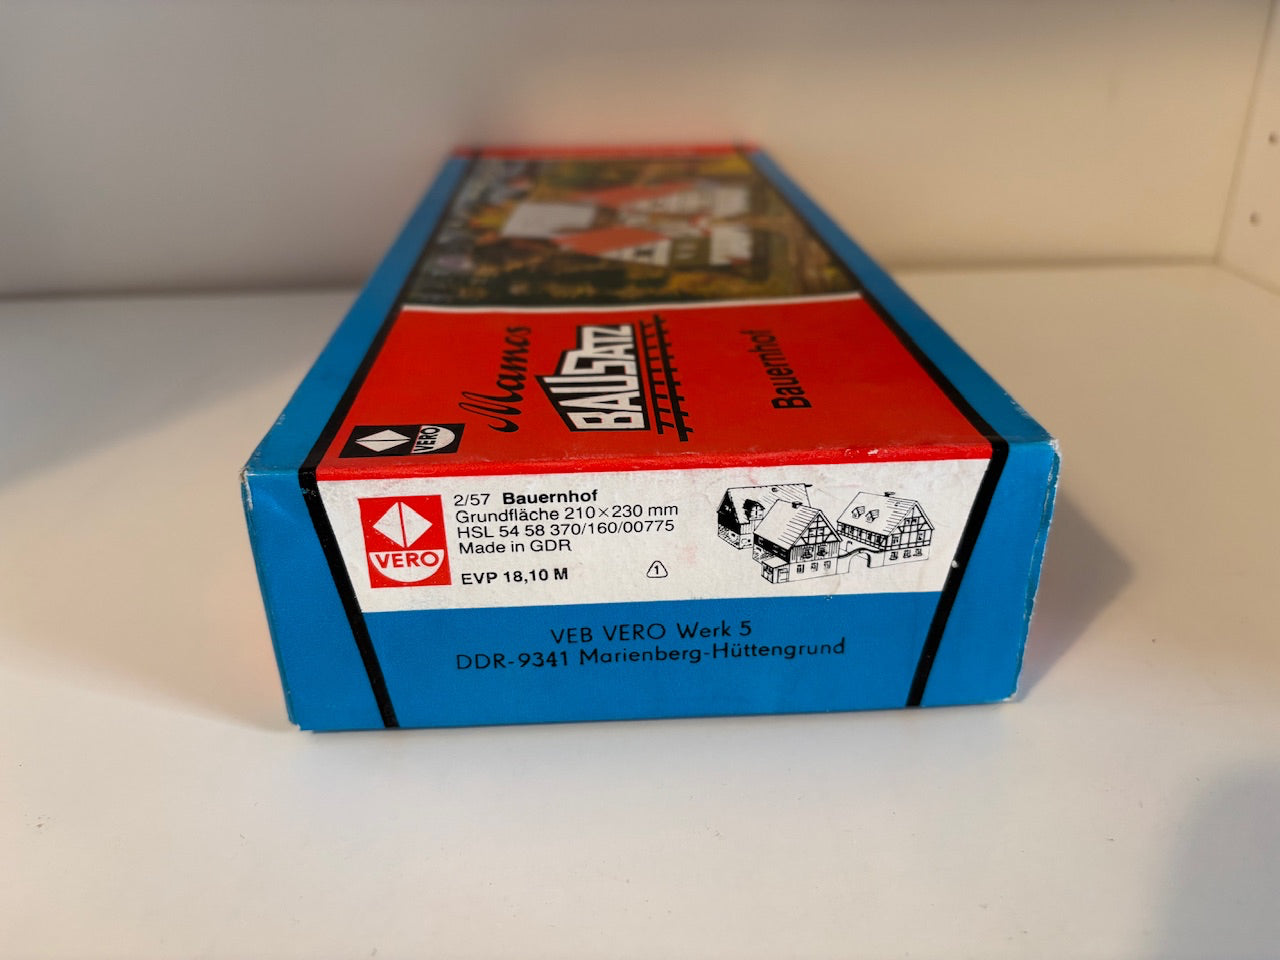 Mamos
BAUSATZ
Bauernhof
VERO
VERO
2/57 Bauernhof
Grundfläche 210×230 mm
HSL 54 58 370/160/00775
Made in GDR
EVP 18,10 M
1
VEB VERO Werk 5
DDR-9341 Marienberg-Hüttengrund